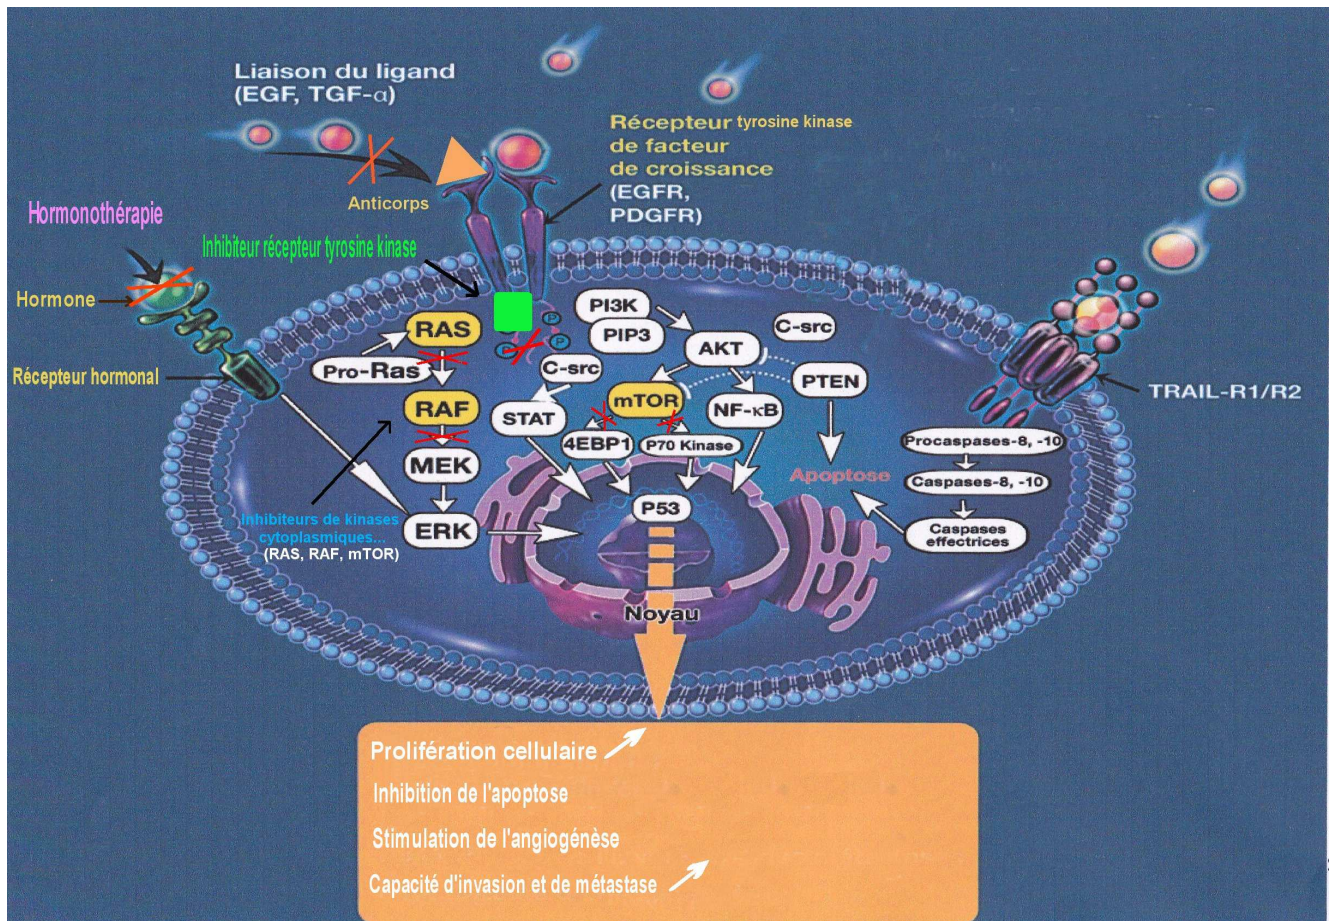 Liaison du ligand
(EGF, TGF-α)
Récepteur tyrosine kinase
de facteur
de croissance
(EGFR,
PDGFR)
Anticorps
Hormonothérapie
Inhibiteur récepteur tyrosine kinase
Hormone
Récepteur hormonal
RAS
Pro-Ras
RAF
MEK
ERK
Inhibiteurs de kinases
cytoplasmiques...
(RAS, RAF, mTOR)
P
P
P
P
PI3K
PIP3
C-src
AKT
C-src
PTEN
mTOR
NF-κB
STAT
4EBP1
P70 Kinase
P53
Noyau
Apoptose
TRAIL-R1/R2
Procaspases-8, -10
Caspases-8, -10
Caspases
effectrices
Prolifération cellulaire
Inhibition de l'apoptose
Stimulation de l'angiogénèse
Capacité d'invasion et de métastase